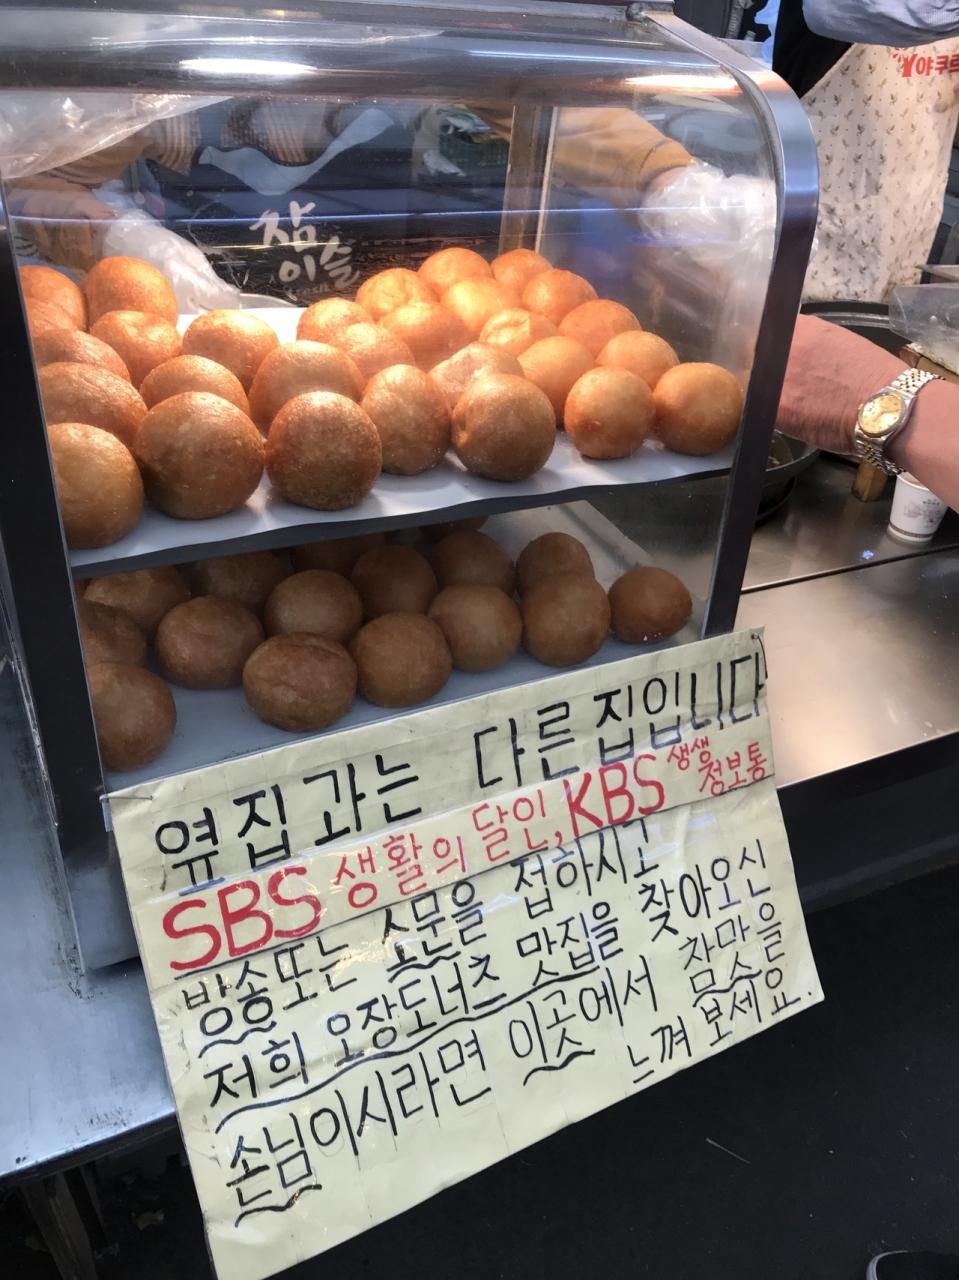 야쿠르
참
이슬
fresh
옆집과는 다른집입니다
SBS 생활의 달인, KBS 생생
정보통
방송또는 소문을 접하시고
저희 오장도너츠 맛집을 찾아오신
손님이시라면 이곳에서 참맛을
느껴 보세요.